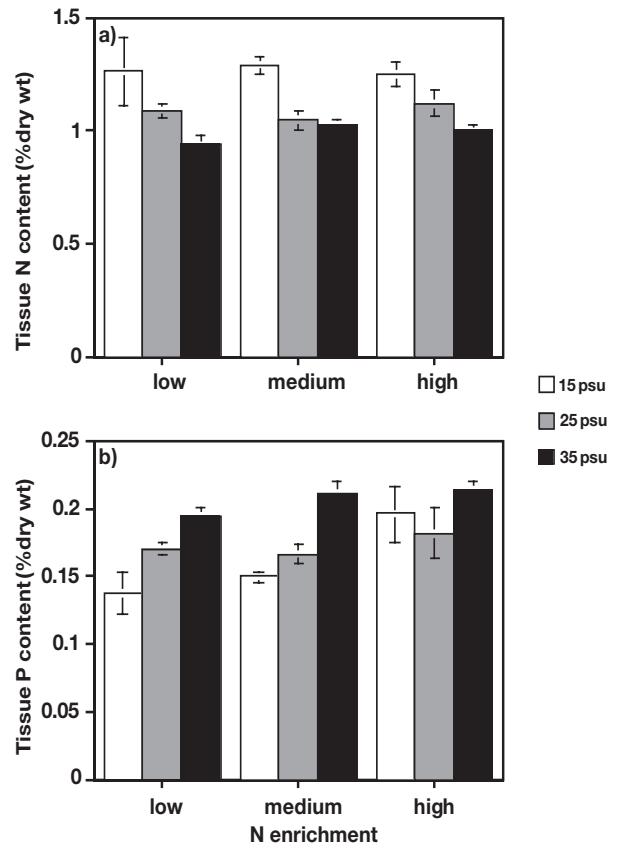 a)
Tissue N content (%dry wt)
1.5
1
0.5
0
low medium high
15 psu
25 psu
35 psu
b)
Tissue P content (%dry wt)
0.25
0.2
0.15
0.1
0.05
0
low medium high
N enrichment